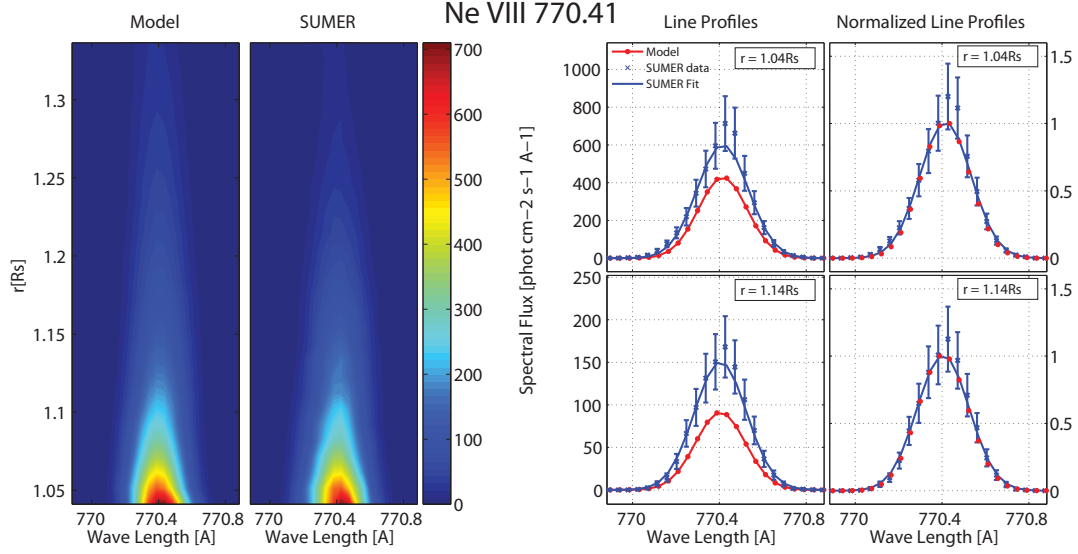 Ne VIII 770.41
Model
SUMER
Line Profiles
Normalized Line Profiles
r[Rs]
1.3
1.25
1.2
1.15
1.1
1.05
770 770.4 770.8
Wave Length [A]
770 770.4 770.8
Wave Length [A]
700
600
500
400
300
200
100
0
Spectral Flux [phot cm-2 s-1 A-1]
1000
800
600
400
200
0
Model
SUMER data
SUMER Fit
r = 1.04Rs
r = 1.04Rs
1.5
1
0.5
0
250
200
150
100
50
0
r = 1.14Rs
r = 1.14Rs
1.5
1
0.5
0
770 770.4 770.8
Wave Length [A]
770 770.4 770.8
Wave Length [A]